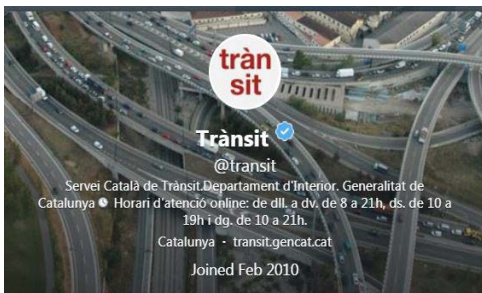 tràn
sit
Trànsit
@transit
Servei Català de Trànsit.Departament d'Interior. Generalitat de
Catalunya 🕓 Horari d'atenció online: de dll. a dv. de 8 a 21h, ds. de 10 a
19h i dg. de 10 a 21h.
Catalunya · transit.gencat.cat
Joined Feb 2010